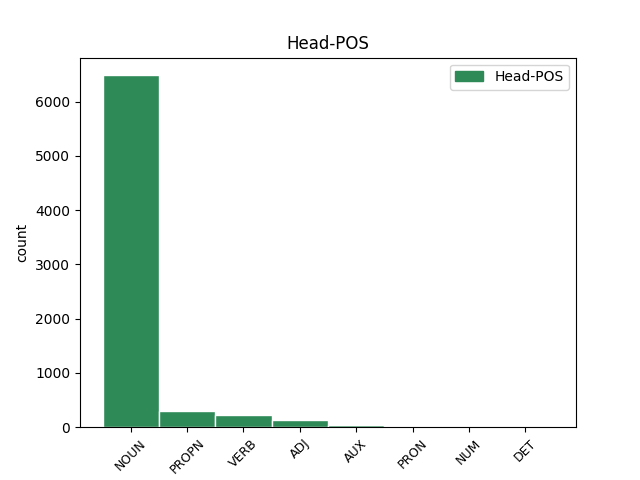 Head-POS
Head-POS
6000
5000
4000
3000
2000
1000
0
count
NOUN
PROPN
VERB
ADJ
AUX
PRON
NUM
DET